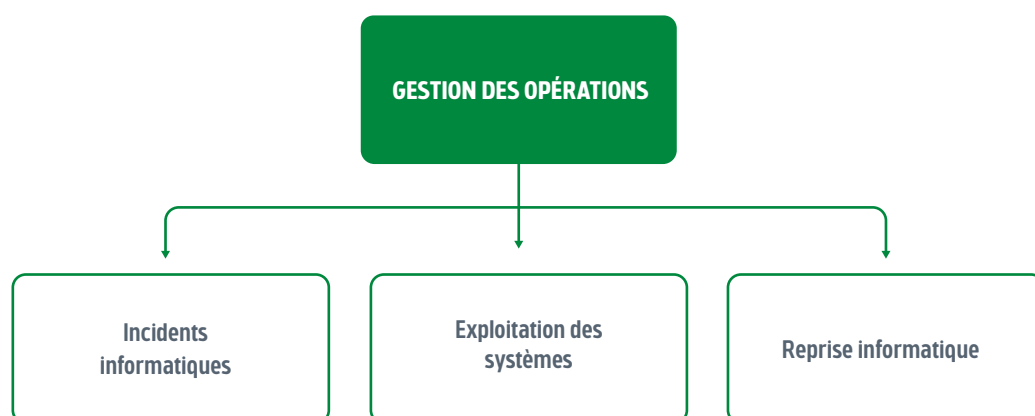 GESTION DES OPÉRATIONS
Incidents
informatiques
Exploitation des
systèmes
Reprise informatique